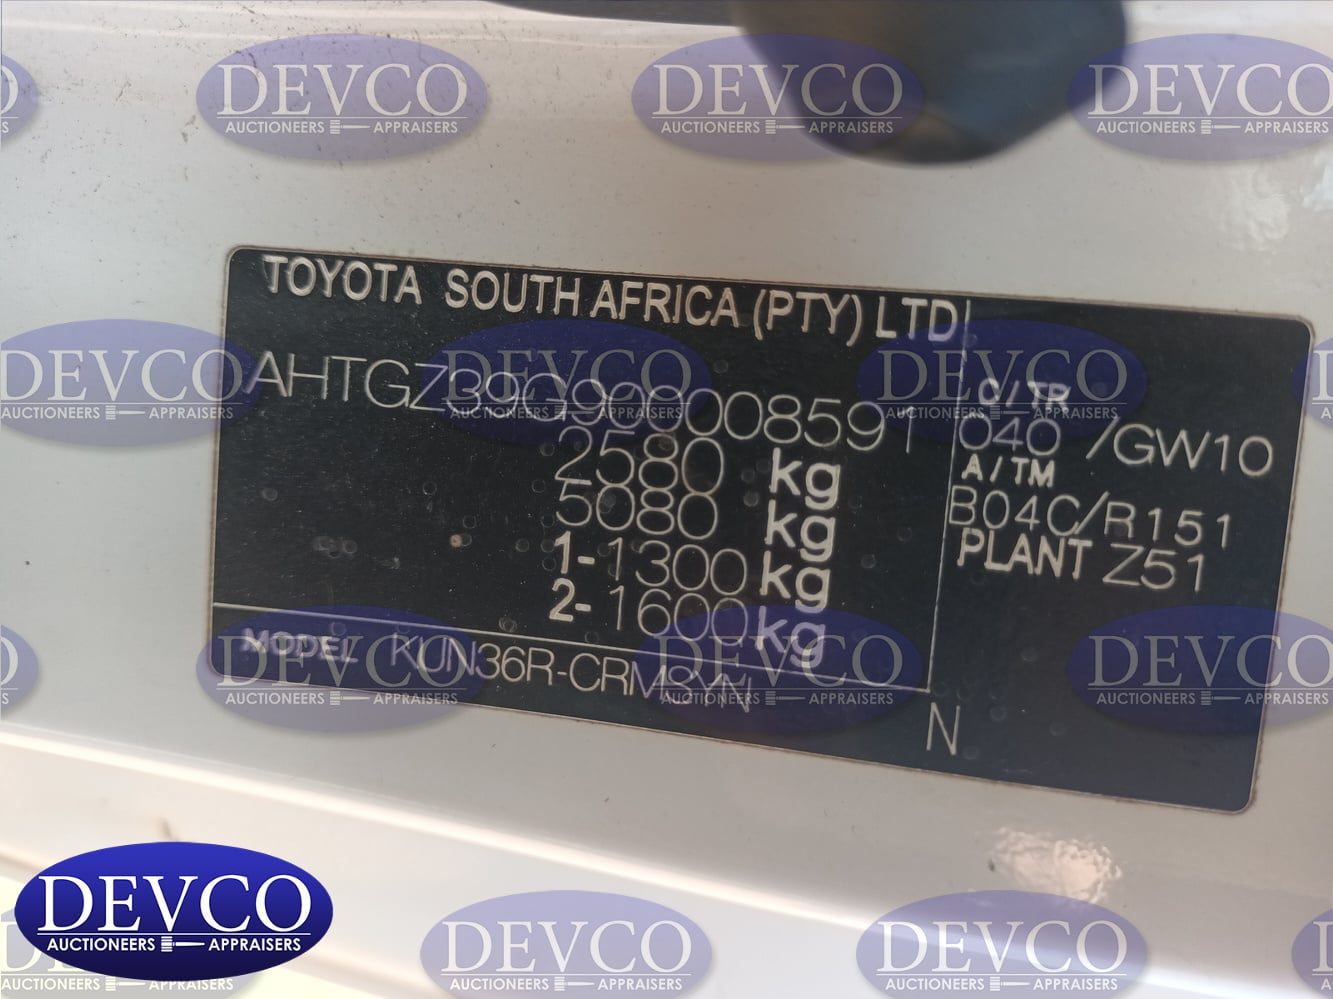 TOYOTA SOUTH AFRICA (PTY) LTD
AHTGZ39G900008591
2580 kg
5080 kg
1-1300 kg
2-1600 kg
MODEL KUN36R-CRMSYN
C/TR
040 /GW10
A/TM
B04C/R151
PLANT Z51
N
DEVCO
AUCTIONEERS APPRAISERS